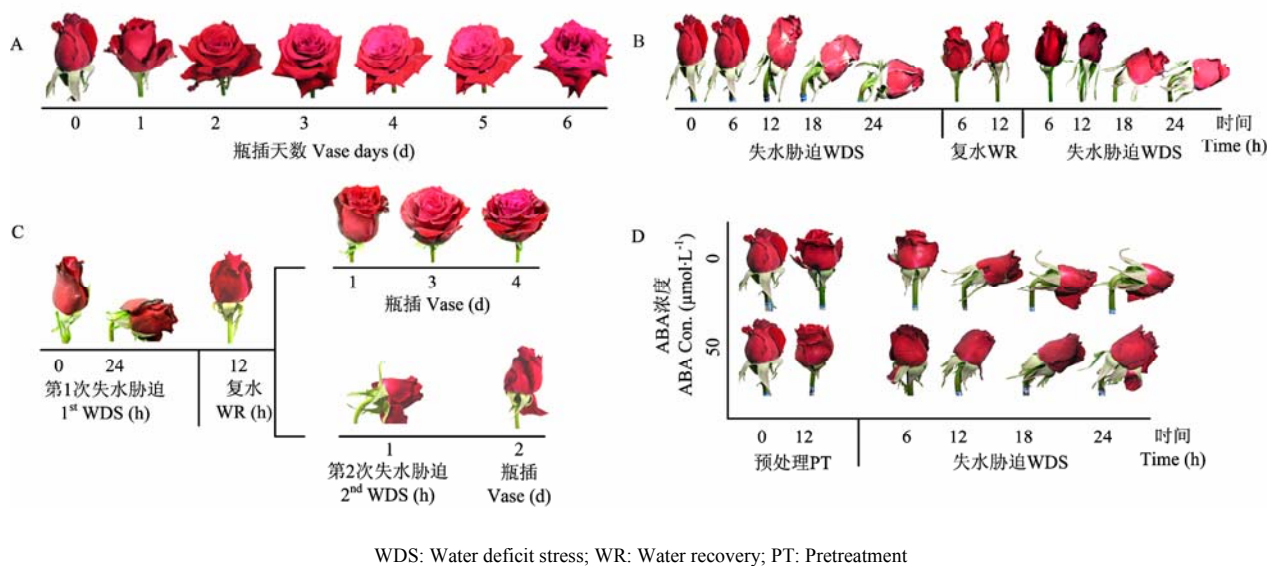 A
0 1 2 3 4 5 6
瓶插天数 Vase days (d)
B
0 6 12 18 24 6 12 6 12 18 24 时间
失水胁迫WDS 复水WR 失水胁迫WDS Time (h)
C
0 24 12
第1次失水胁迫 复水
1st WDS (h) WR (h)
1 3 4
瓶插 Vase (d)
1 2
第2次失水胁迫 瓶插
2nd WDS (h) Vase (d)
D
ABA浓度
ABA Con. (μmol·L-1)
0
50
0 12 6 12 18 24 时间
预处理PT 失水胁迫WDS Time (h)
WDS: Water deficit stress; WR: Water recovery; PT: Pretreatment